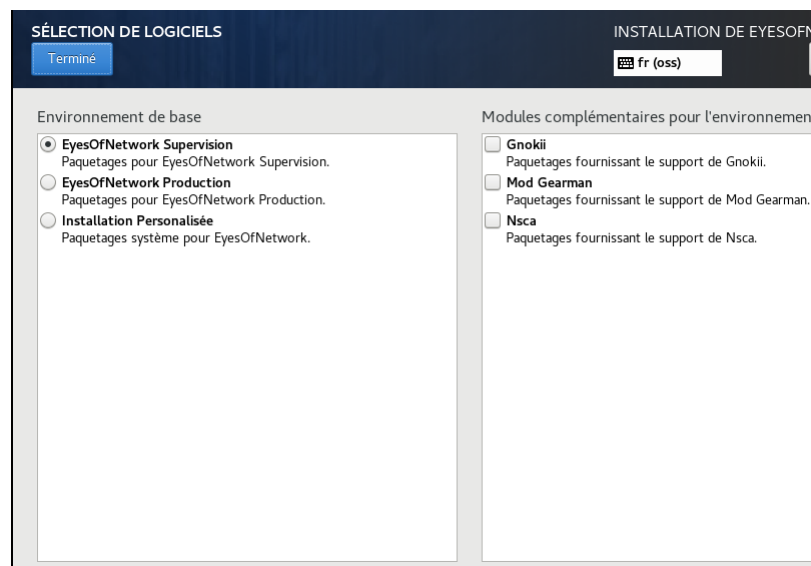 SÉLECTION DE LOGICIELS
Terminé
INSTALLATION DE EYESOFN
fr (oss)
Environnement de base
EyesOfNetwork Supervision
Paquetages pour EyesOfNetwork Supervision.
EyesOfNetwork Production
Paquetages pour EyesOfNetwork Production.
Installation Personalisée
Paquetages système pour EyesOfNetwork.
Modules complémentaires pour l'environnemen
Gnokii
Paquetages fournissant le support de Gnokii.
Mod Gearman
Paquetages fournissant le support de Mod Gearman.
Nsca
Paquetages fournissant le support de Nsca.